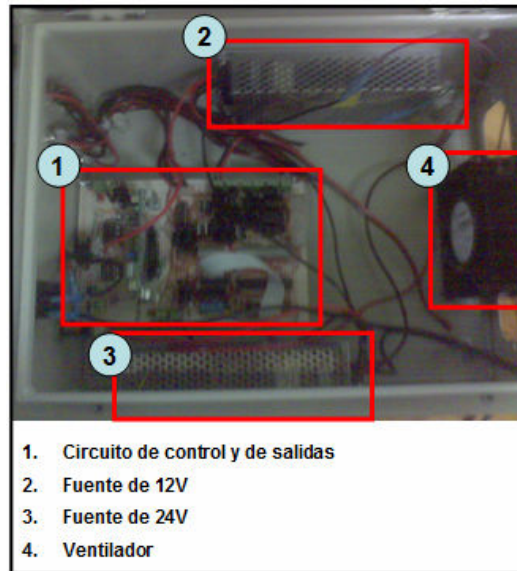 2
1
4
3
1. Circuito de control y de salidas
2. Fuente de 12V
3. Fuente de 24V
4. Ventilador